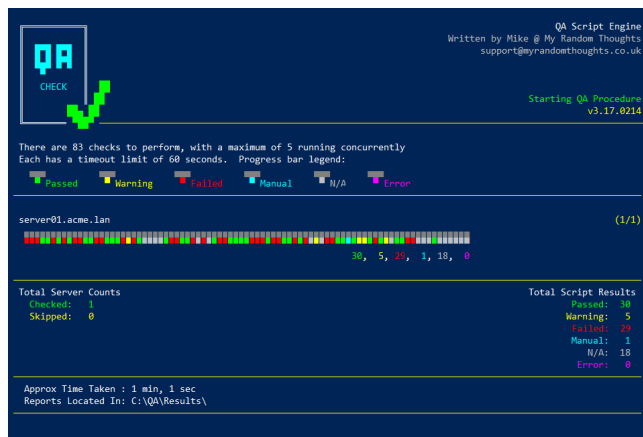 QA
CHECK
QA Script Engine
Written by Mike @ My Random Thoughts
support@myrandomthoughts.co.uk
Starting QA Procedure
v3.17.0214
There are 83 checks to perform, with a maximum of 5 running concurrently
Each has a timeout limit of 60 seconds.  Progress bar legend:
Passed Warning Failed Manual N/A Error
server01.acme.lan (1/1)
30, 5, 29, 1, 18, 0
Total Server Counts Total Script Results
Checked: 1 Passed: 30
Skipped: 0 Warning: 5
Failed: 29
Manual: 1
N/A: 18
Error: 0
Approx Time Taken : 1 min, 1 sec
Reports Located In: C:\QA\Results\